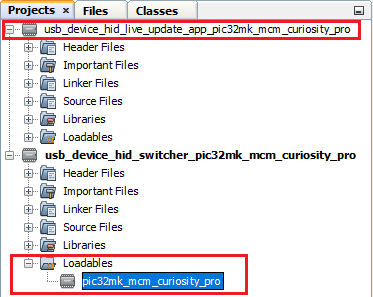 Projects × Files Classes
usb_device_hid_live_update_app_pic32mk_mcm_curiosity_pro
Header Files
Important Files
Linker Files
Source Files
Libraries
Loadables
usb_device_hid_switcher_pic32mk_mcm_curiosity_pro
Header Files
Important Files
Linker Files
Source Files
Libraries
Loadables
pic32mk_mcm_curiosity_pro